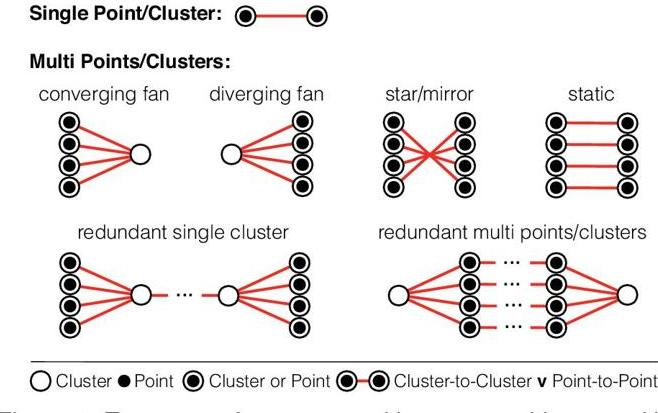 Single Point/Cluster:
Multi Points/Clusters:
converging fan diverging fan star/mirror static
redundant single cluster redundant multi points/clusters
... ...
...
...
...
Cluster Point Cluster or Point Cluster-to-Cluster v Point-to-Point